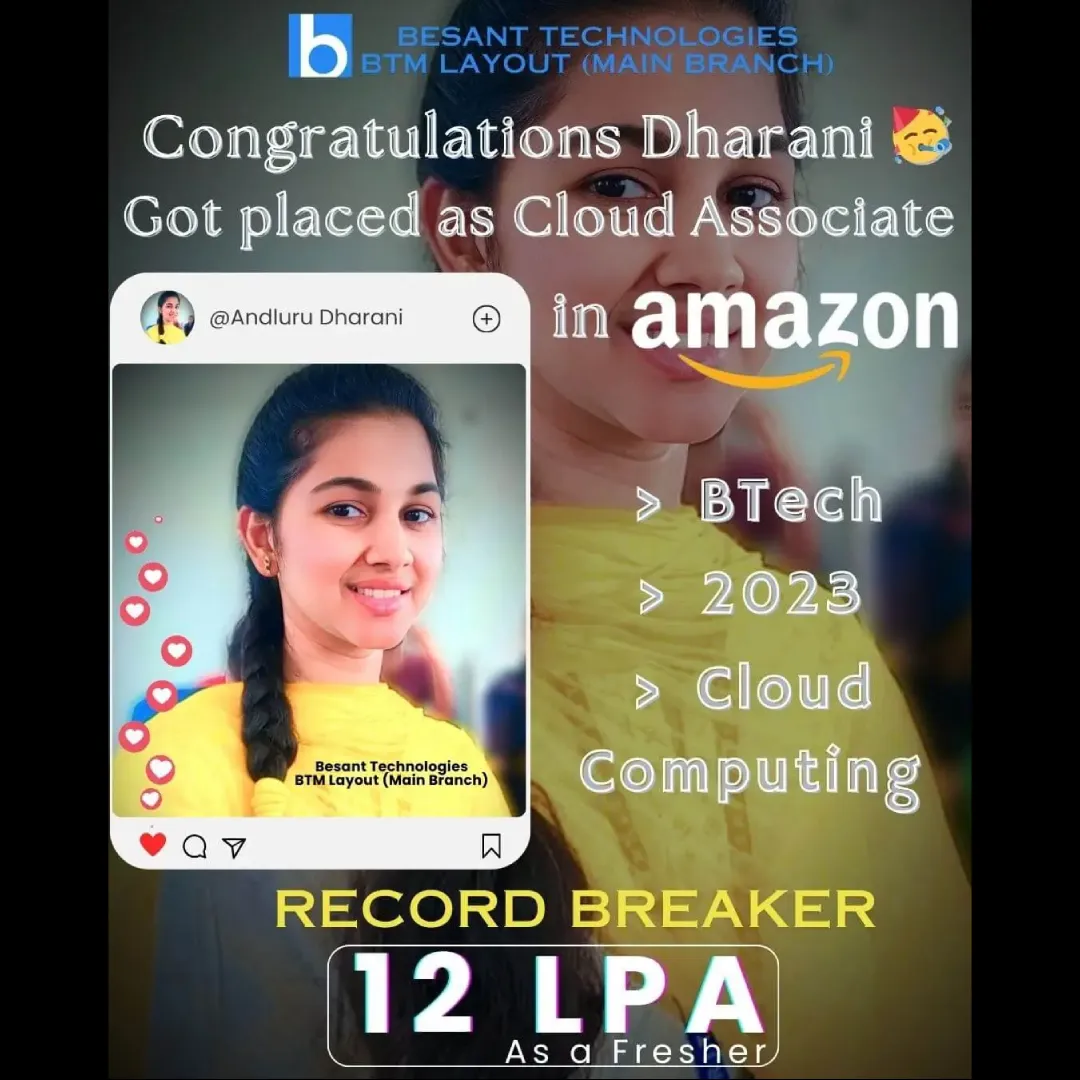 b
BESANT TECHNOLOGIES
BTM LAYOUT (MAIN BRANCH)
Congratulations Dharani
Got placed as Cloud Associate
in amazon
@Andluru Dharani
> BTech
> 2023
> Cloud
Computing
Besant Technologies
BTM Layout (Main Branch)
RECORD BREAKER
12 LPA
As a Fresher